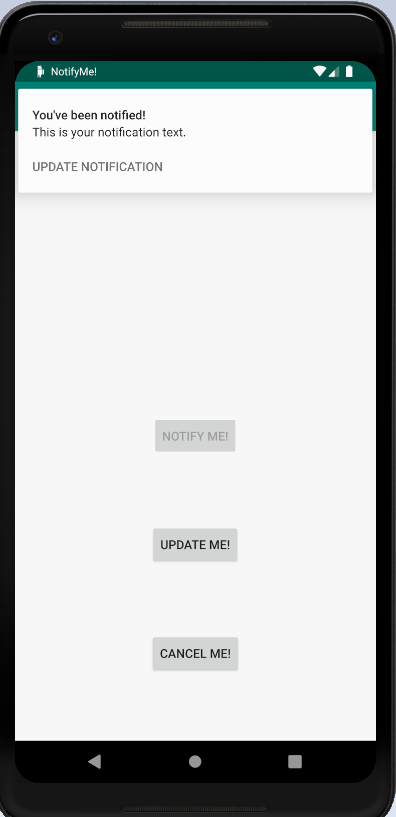 NotifyMe!
You've been notified!
This is your notification text.
UPDATE NOTIFICATION
NOTIFY ME!
UPDATE ME!
CANCEL ME!